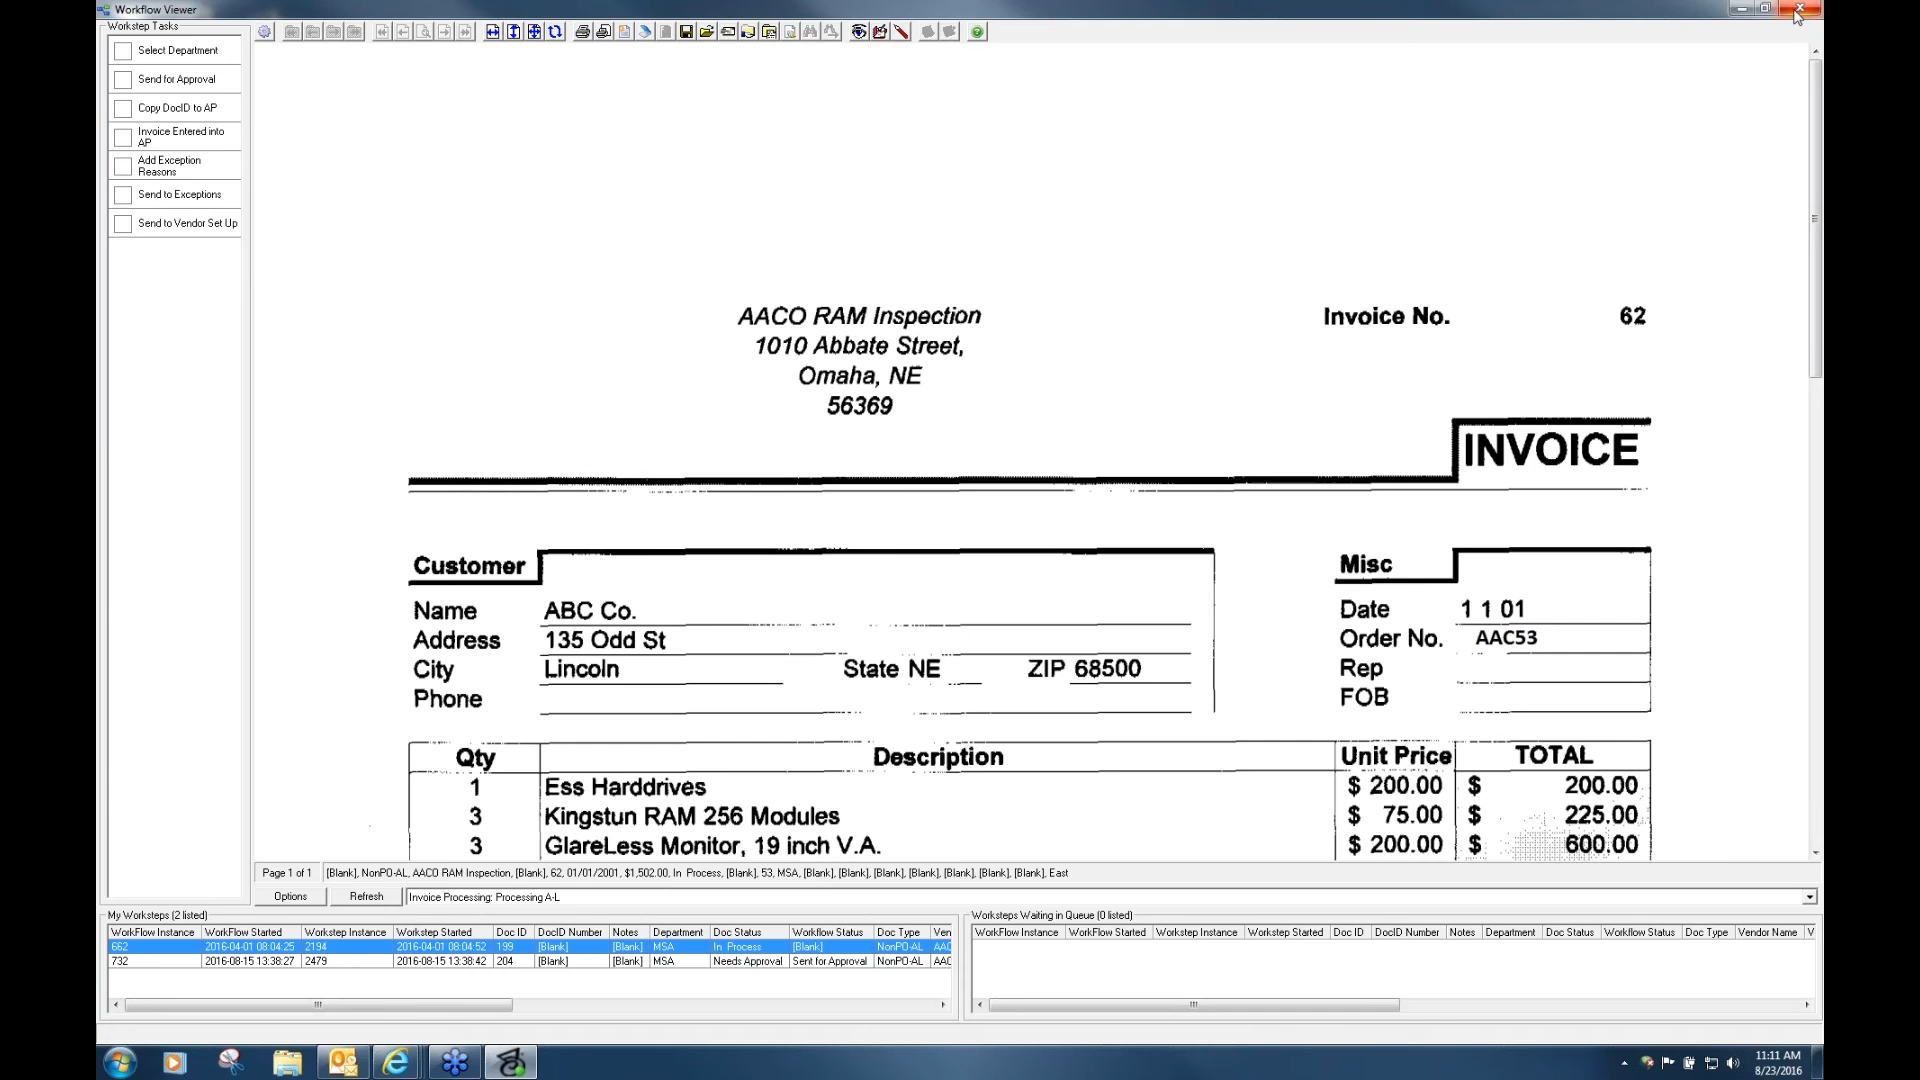 Workflow Viewer
Workstep Tasks
Select Department
Send for Approval
Copy DocID to AP
Invoice Entered into
AP
Add Exception
Reasons
Send to Exceptions
Send to Vendor Set Up
AACO RAM Inspection
1010 Abbate Street,
Omaha, NE
56369
Invoice No. 62
INVOICE
Customer
Name ABC Co.
Address 135 Odd St
City Lincoln State NE ZIP 68500
Phone
Misc
Date 1 1 01
Order No. AAC53
Rep
FOB
Qty Description Unit Price TOTAL
1 Ess Harddrives $ 200.00 $ 200.00
3 Kingstun RAM 256 Modules $ 75.00 $ 225.00
3 GlareLess Monitor, 19 inch V.A. $ 200.00 $ 600.00
Page 1 of 1 [Blank], NonPO-AL, AACO RAM Inspection, [Blank], 62, 01/01/2001, $1,502.00, In Process, [Blank], 53, MSA, [Blank], [Blank], [Blank], [Blank], [Blank], [Blank], East
Options Refresh Invoice Processing: Processing A-L
My Worksteps (2 listed)
WorkFlow Instance WorkFlow Started Workstep Instance Workstep Started Doc ID DocID Number Notes Department Doc Status Workflow Status Doc Type Ven
662 2016-04-01 08:04:25 2194 2016-04-01 08:04:52 199 [Blank] [Blank] MSA In Process [Blank] NonPO-AL AAC
732 2016-08-15 13:38:27 2479 2016-08-15 13:38:42 204 [Blank] [Blank] MSA Needs Approval Sent for Approval NonPO-AL AAC
Worksteps Waiting in Queue (0 listed)
WorkFlow Instance WorkFlow Started Workstep Instance Workstep Started Doc ID DocID Number Notes Department Doc Status Workflow Status Doc Type Vendor Name V
11:11 AM
8/23/2016